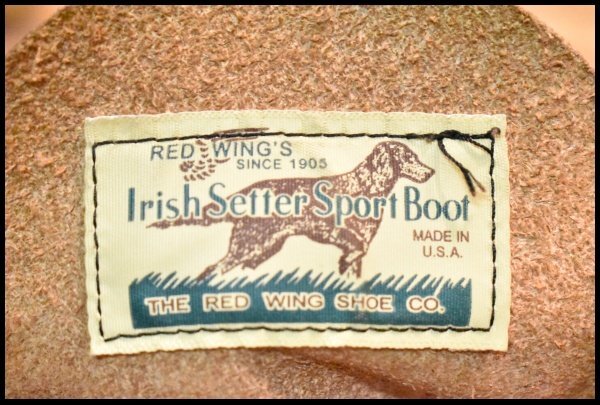 RED WING'S
SINCE 1905
Irish Setter Sport Boot
MADE IN
U.S.A.
THE RED WING SHOE CO.